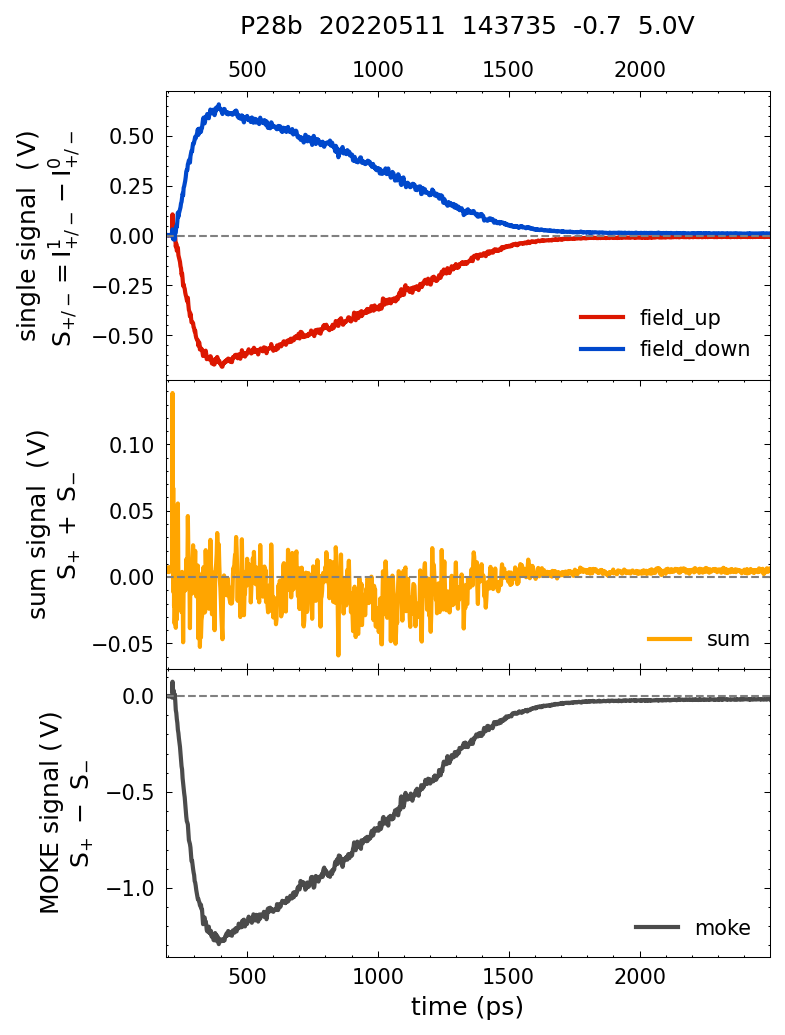 P28b 20220511 143735 -0.7 5.0V
500 1000 1500 2000
single signal (V)
S₊/₋ = I¹₊/₋ − I⁰₊/₋
0.50
0.25
0.00
−0.25
−0.50
field_up
field_down
sum signal (V)
S₊ + S₋
0.10
0.05
0.00
−0.05
sum
MOKE signal (V)
S₊ − S₋
0.0
−0.5
−1.0
moke
500 1000 1500 2000
time (ps)